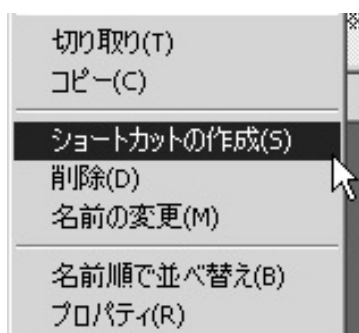 切り取り(T)
コピー(C)
ショートカットの作成(S)
削除(D)
名前の変更(M)
名前順で並べ替え(B)
プロパティ(R)